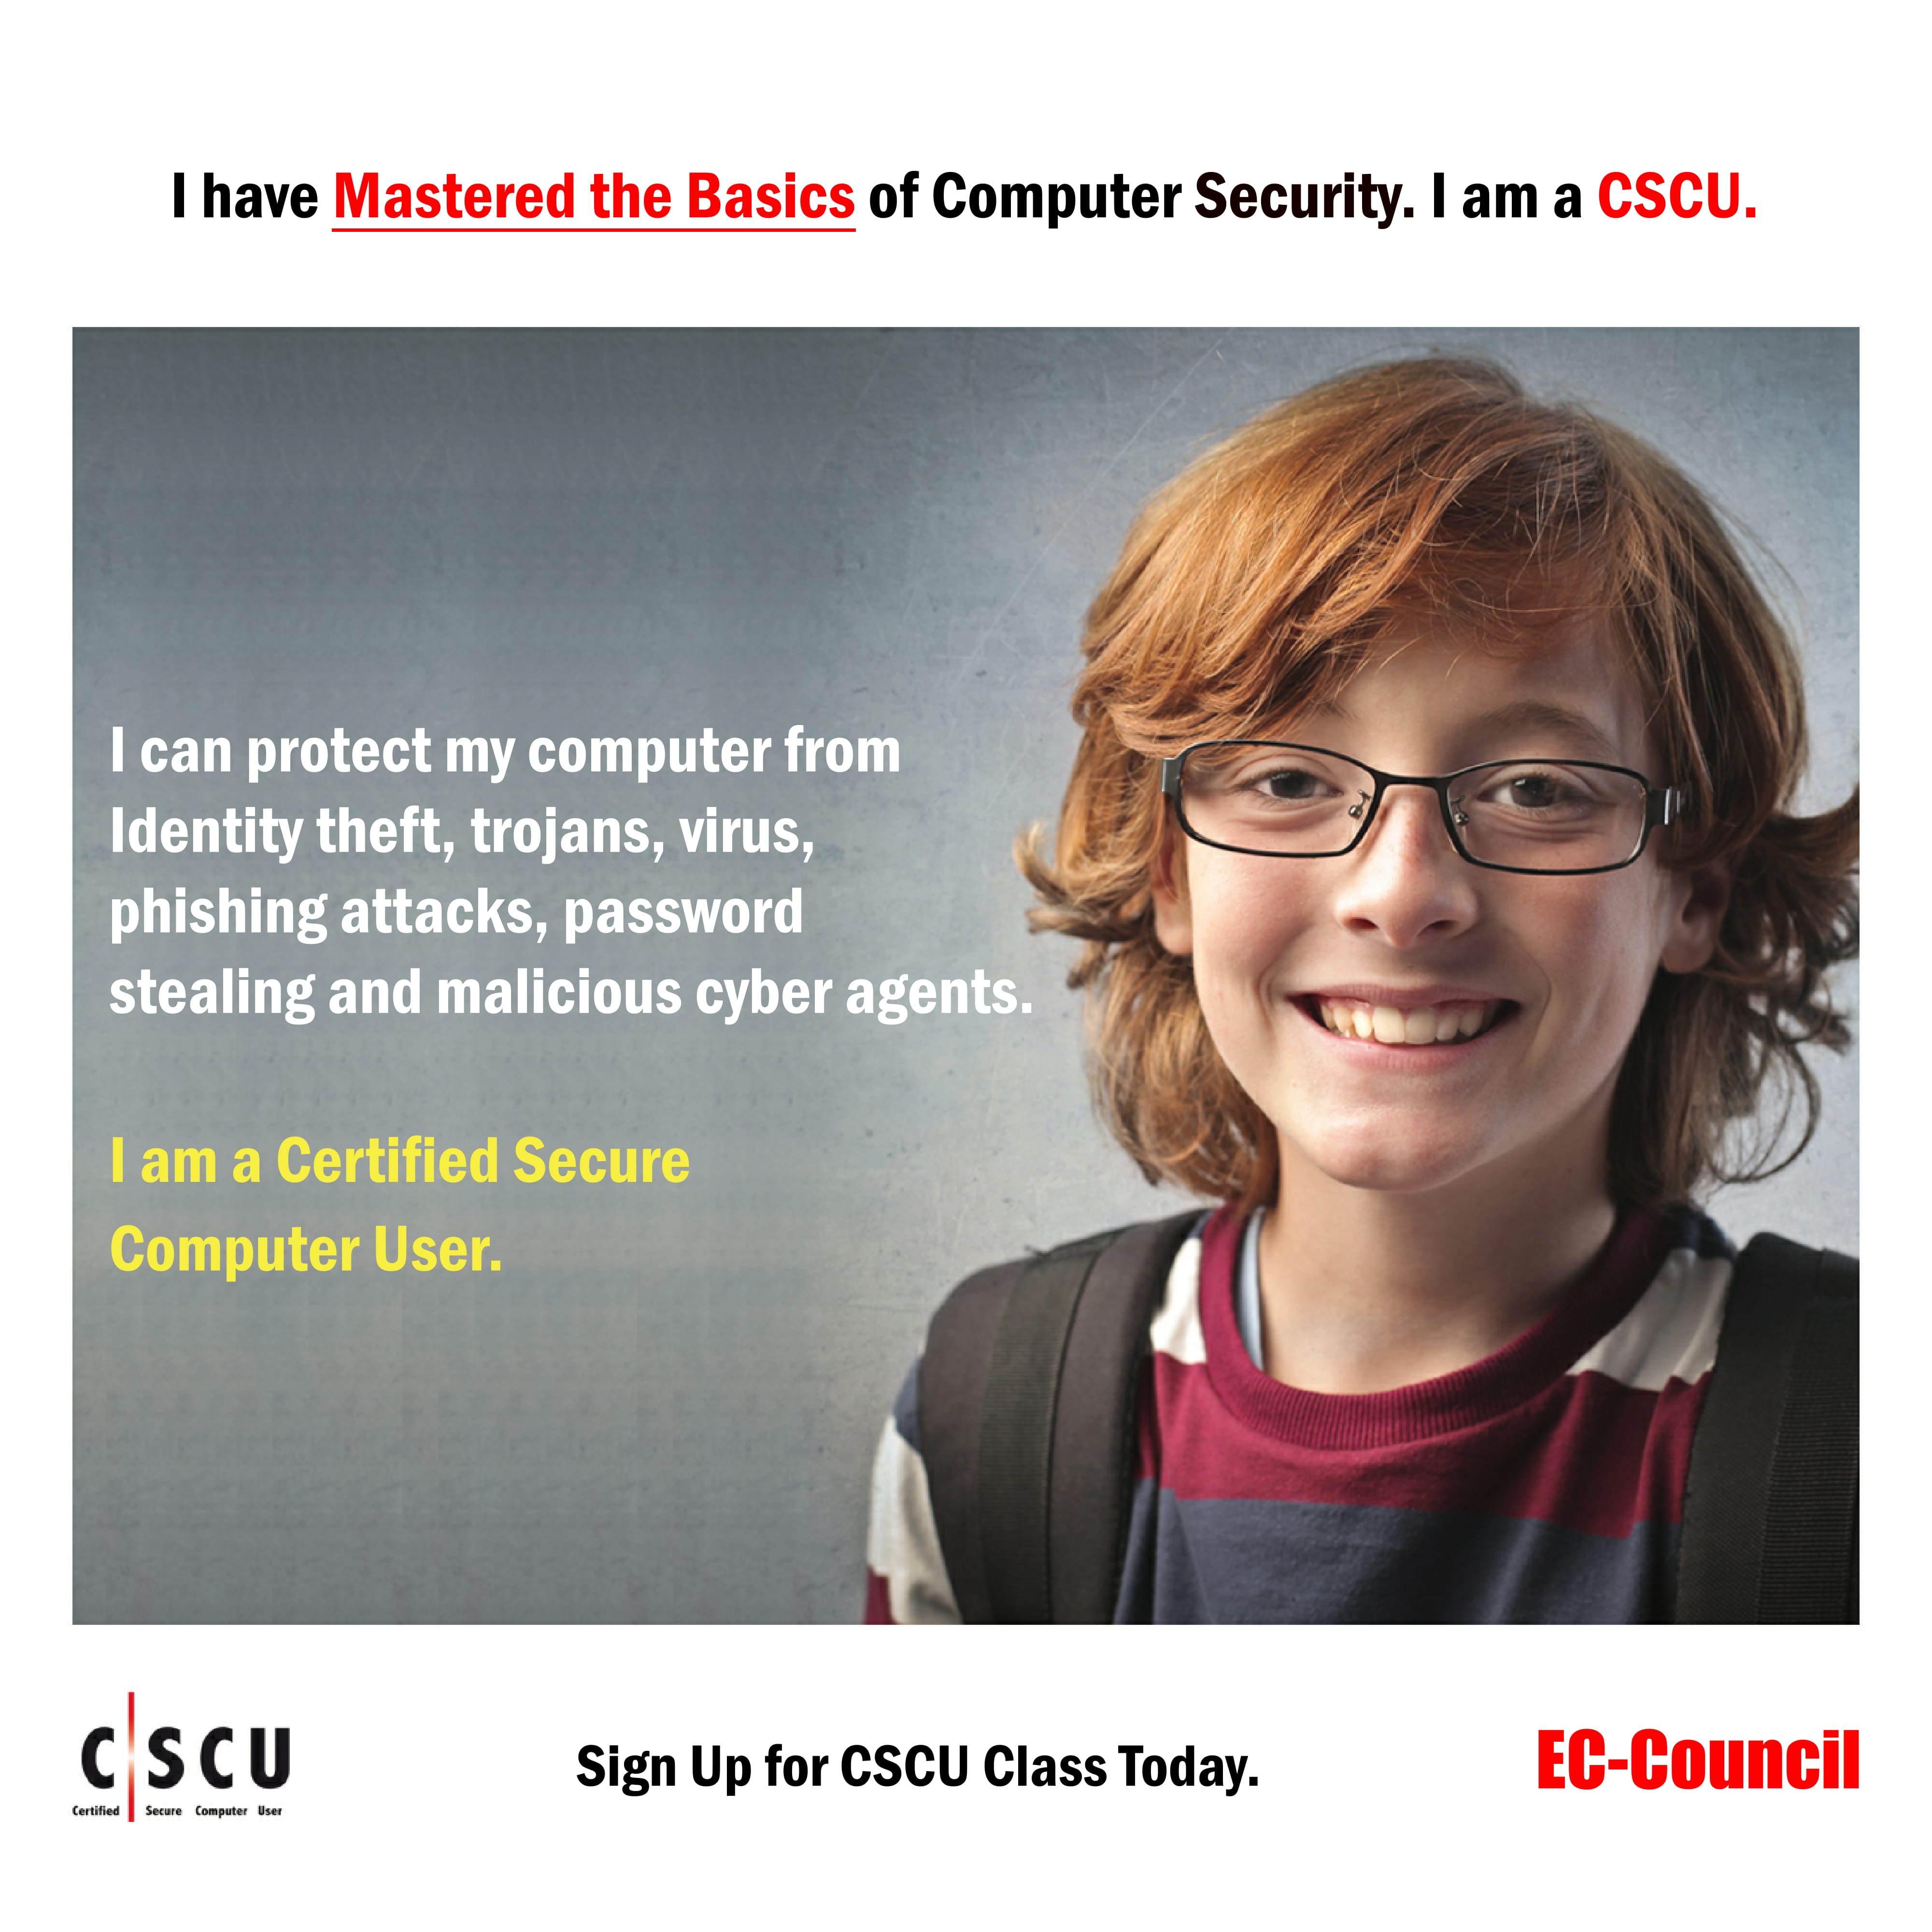 I have Mastered the Basics of Computer Security. I am a CSCU.
I can protect my computer from
Identity theft, trojans, virus,
phishing attacks, password
stealing and malicious cyber agents.
I am a Certified Secure
Computer User.
CSCU
Certified Secure Computer User
Sign Up for CSCU Class Today.
EC-Council